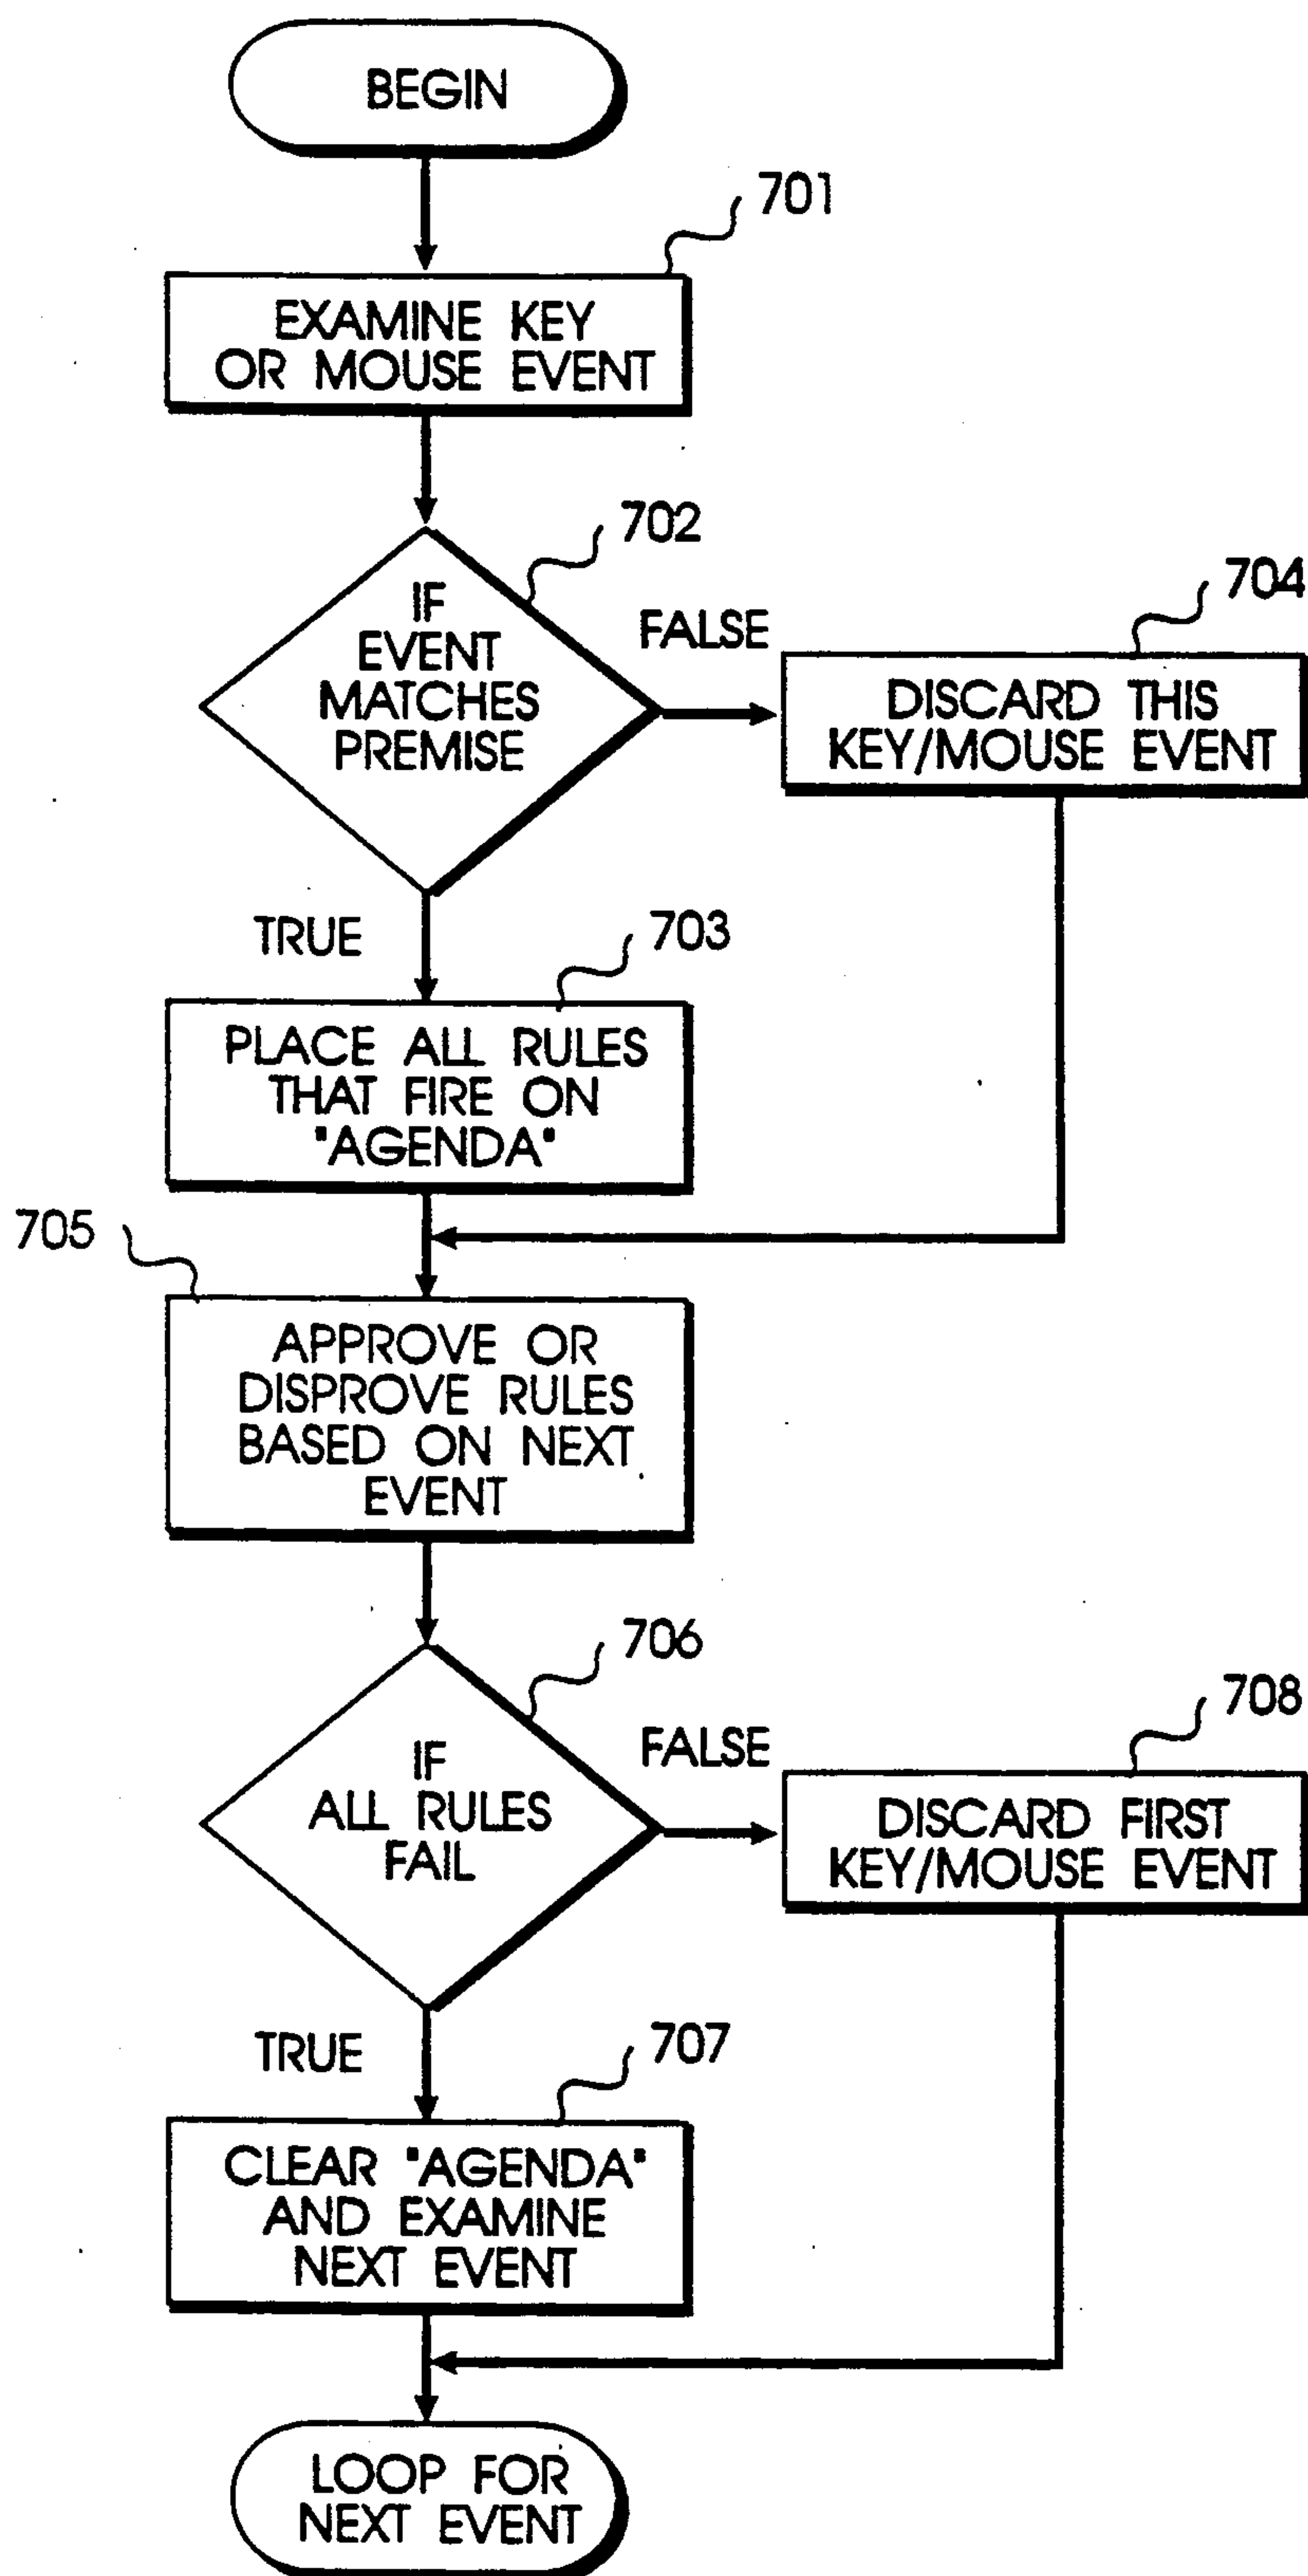 BEGIN
701
EXAMINE KEY
OR MOUSE EVENT
702
IF
EVENT
MATCHES
PREMISE
FALSE
704
DISCARD THIS
KEY/MOUSE EVENT
TRUE
703
PLACE ALL RULES
THAT FIRE ON
"AGENDA"
705
APPROVE OR
DISPROVE RULES
BASED ON NEXT
EVENT
706
IF
ALL RULES
FAIL
FALSE
708
DISCARD FIRST
KEY/MOUSE EVENT
TRUE
707
CLEAR "AGENDA"
AND EXAMINE
NEXT EVENT
LOOP FOR
NEXT EVENT